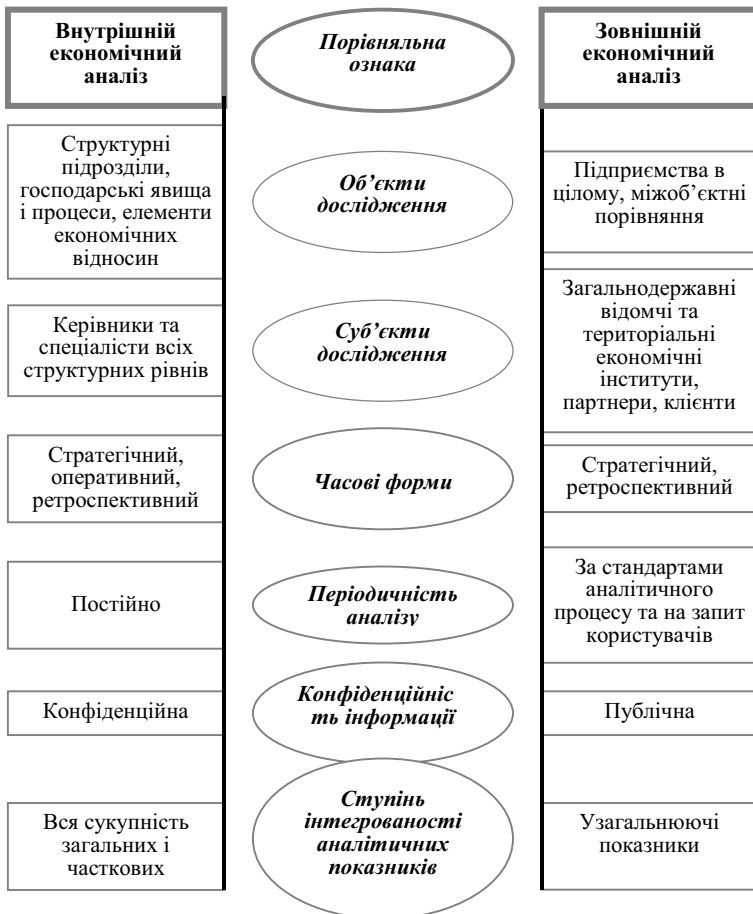 Внутрішній
економічний
аналіз
Порівняльна
ознака
Зовнішній
економічний
аналіз
Структурні
підрозділи,
господарські явища
і процеси, елементи
економічних
відносин
Об’єкти
дослідження
Підприємства в
цілому, міжоб’єктні
порівняння
Керівники та
спеціалісти всіх
структурних рівнів
Суб’єкти
дослідження
Загальнодержавні
відомчі та
територіальні
економічні
інститути,
партнери, клієнти
Стратегічний,
оперативний,
ретроспективний
Часові форми
Стратегічний,
ретроспективний
Постійно
Періодичність
аналізу
За стандартами
аналітичного
процесу та на запит
користувачів
Конфіденційна
Конфіденційніс
ть інформації
Публічна
Вся сукупність
загальних і
часткових
Ступінь
інтегрованості
аналітичних
показників
Узагальнюючі
показники